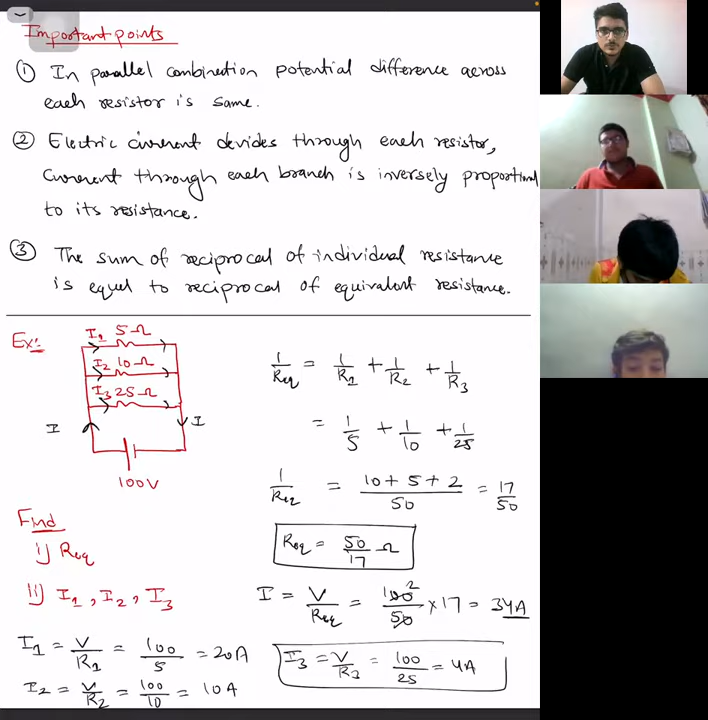 Important points
① In parallel combination potential difference across
each resistor is same.
② Electric current devides through each resistor,
current through each branch is inversely proportional
to its resistance.
③ The sum of reciprocal of individual resistance
is equal to reciprocal of equivalent resistance.
Ex:
I₁ 5Ω
I₂ 10Ω
I₃ 25Ω
I I
100V
1/Req = 1/R₁ + 1/R₂ + 1/R₃
= 1/5 + 1/10 + 1/25
1/Req = (10 + 5 + 2)/50 = 17/50
Req = 50/17 Ω
Find
i) Req
ii) I₁, I₂, I₃
I = V/Req = 100²/50 × 17 = 34A
I₁ = V/R₁ = 100/5 = 20A
I₂ = V/R₂ = 100/10 = 10A
I₃ = V/R₃ = 100/25 = 4A